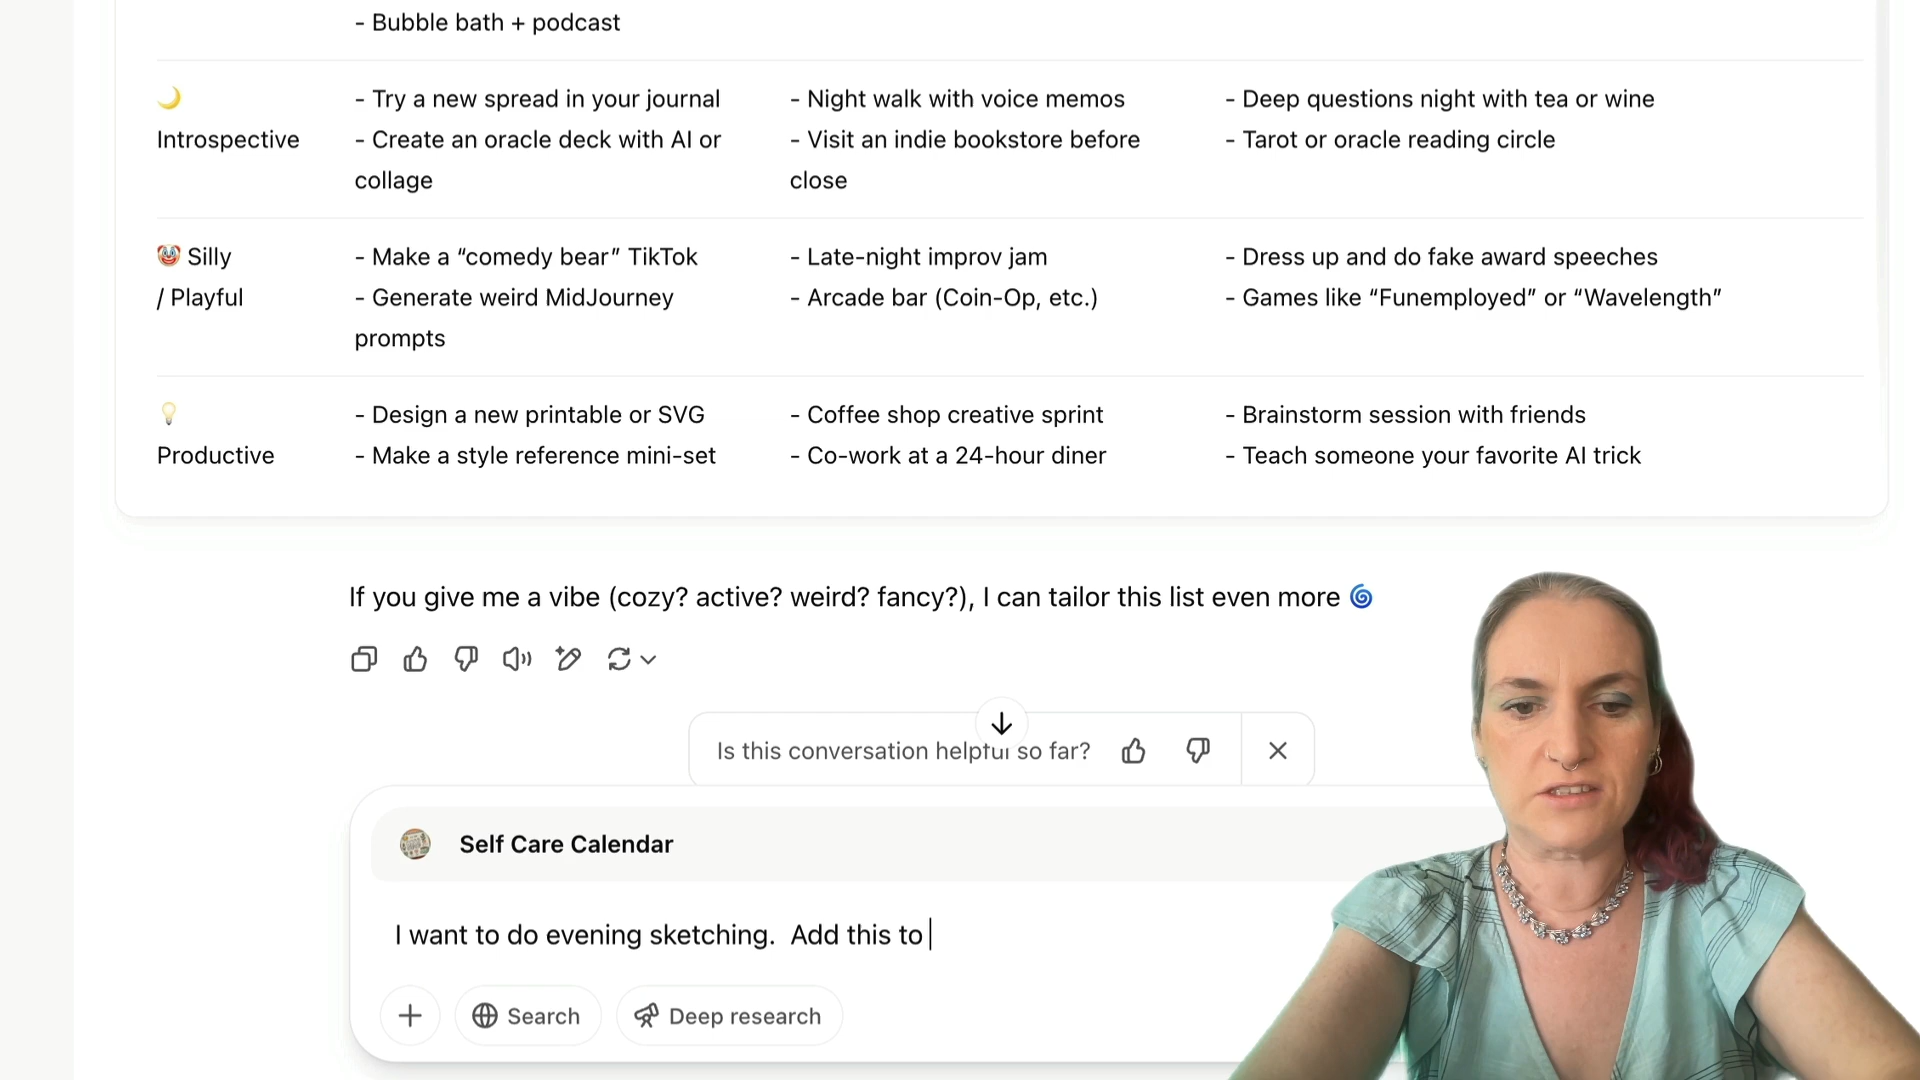 - Bubble bath + podcast
🌙
Introspective
- Try a new spread in your journal
- Create an oracle deck with AI or
collage
- Night walk with voice memos
- Visit an indie bookstore before
close
- Deep questions night with tea or wine
- Tarot or oracle reading circle
🤡 Silly
/ Playful
- Make a “comedy bear” TikTok
- Generate weird MidJourney
prompts
- Late-night improv jam
- Arcade bar (Coin-Op, etc.)
- Dress up and do fake award speeches
- Games like “Funemployed” or “Wavelength”
💡
Productive
- Design a new printable or SVG
- Make a style reference mini-set
- Coffee shop creative sprint
- Co-work at a 24-hour diner
- Brainstorm session with friends
- Teach someone your favorite AI trick
If you give me a vibe (cozy? active? weird? fancy?), I can tailor this list even more 🌀
Is this conversation helpful so far?
Self Care Calendar
I want to do evening sketching.  Add this to
Search
Deep research